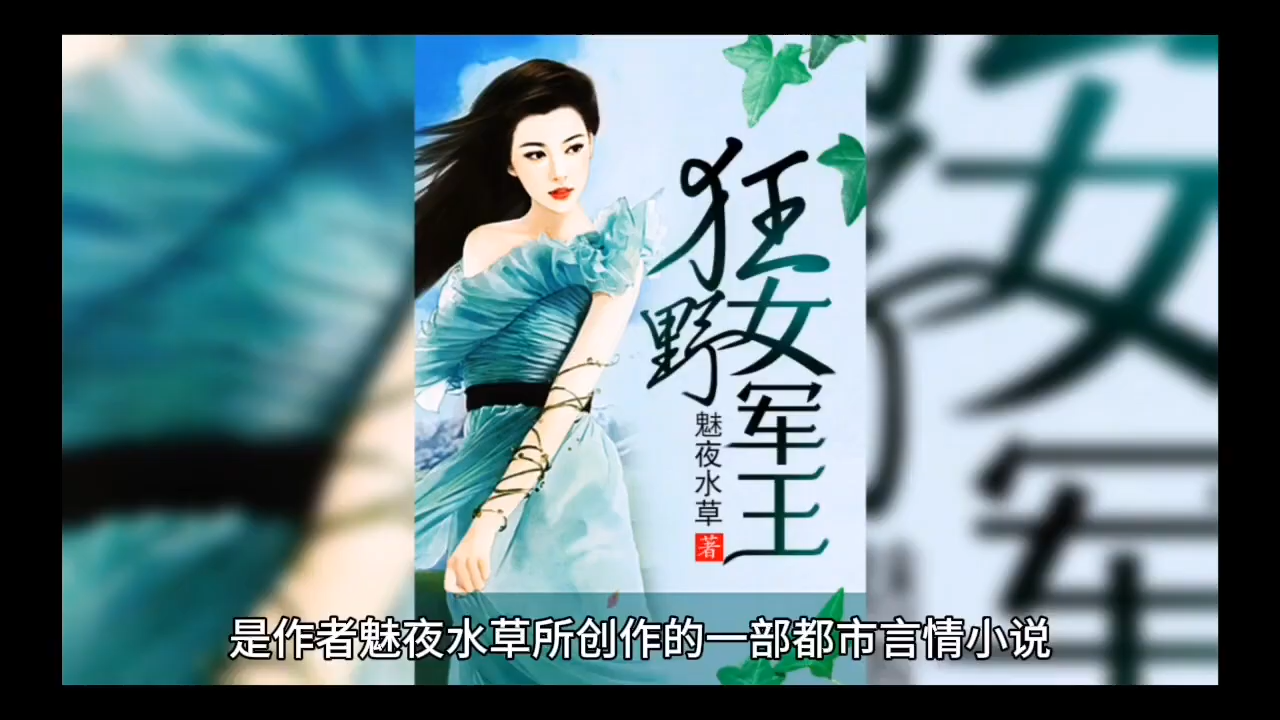 狂野
女军王
魅夜水草
著
是作者魅夜水草所创作的一部都市言情小说